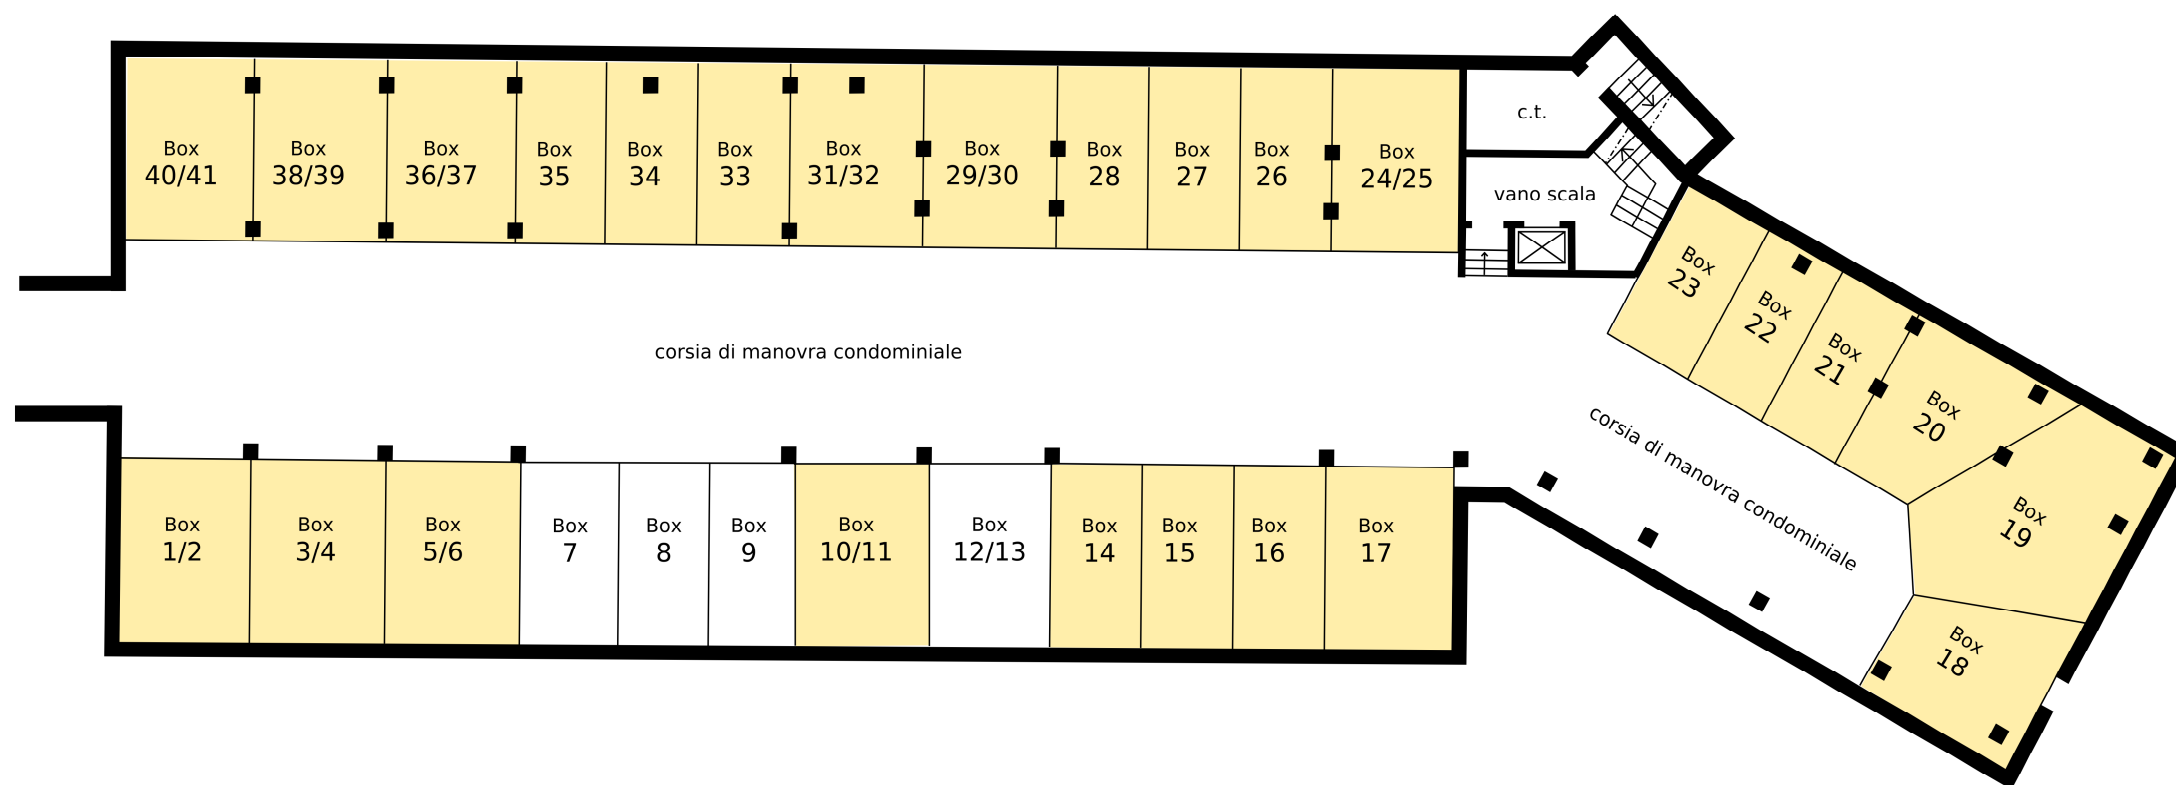 Box
40/41
Box
38/39
Box
36/37
Box
35
Box
34
Box
33
Box
31/32
Box
29/30
Box
28
Box
27
Box
26
Box
24/25
c.t.
vano scala
Box
23
Box
22
Box
21
Box
20
Box
19
Box
18
corsia di manovra condominiale
corsia di manovra condominiale
Box
1/2
Box
3/4
Box
5/6
Box
7
Box
8
Box
9
Box
10/11
Box
12/13
Box
14
Box
15
Box
16
Box
17